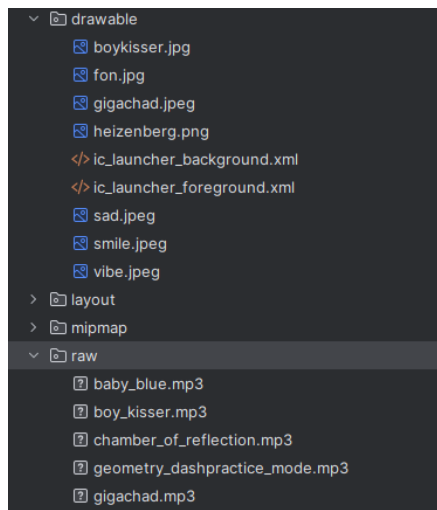 drawable
boykisser.jpg
fon.jpg
gigachad.jpeg
heizenberg.png
</> ic_launcher_background.xml
</> ic_launcher_foreground.xml
sad.jpeg
smile.jpeg
vibe.jpeg
layout
mipmap
raw
baby_blue.mp3
boy_kisser.mp3
chamber_of_reflection.mp3
geometry_dashpractice_mode.mp3
gigachad.mp3